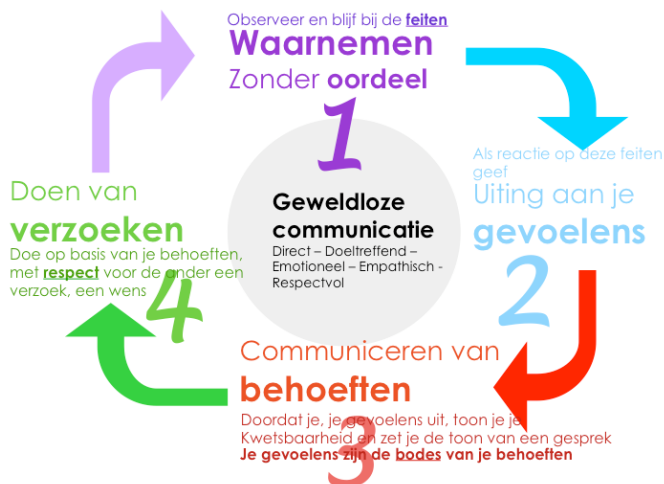 Observeer en blijf bij de feiten
Waarnemen
Zonder oordeel
1
Als reactie op deze feiten
geef
Uiting aan je
gevoelens
2
Geweldloze
communicatie
Direct – Doeltreffend –
Emotioneel – Empathisch -
Respectvol
Communiceren van
behoeften
Doordat je, je gevoelens uit, toon je je
Kwetsbaarheid en zet je de toon van een gesprek
Je gevoelens zijn de bodes van je behoeften
3
Doen van
verzoeken
Doe op basis van je behoeften,
met respect voor de ander een
verzoek, een wens
4